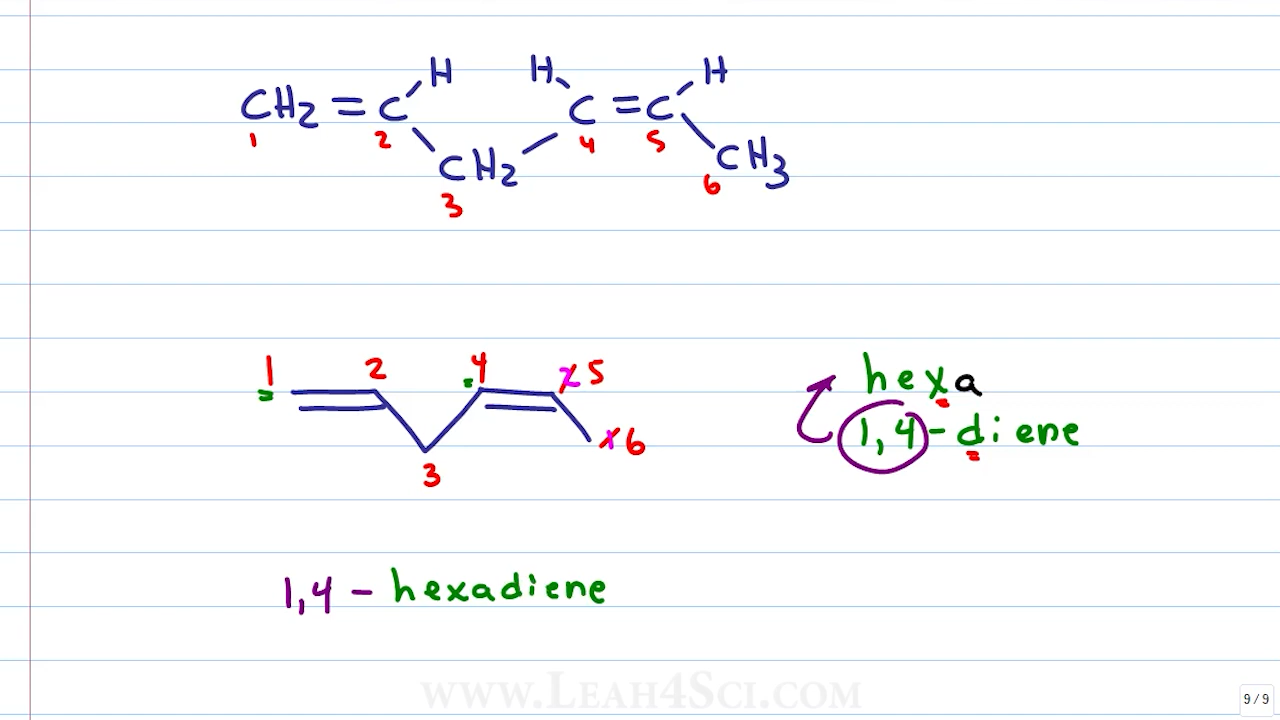 H H H
CH2 = C C = C
1 2 4 5
CH2 CH3
3 6
1 2 4 x 5
hexa
1,4-diene
x 6
3
1,4 - hexadiene
www.Leah4Sci.com
9 / 9